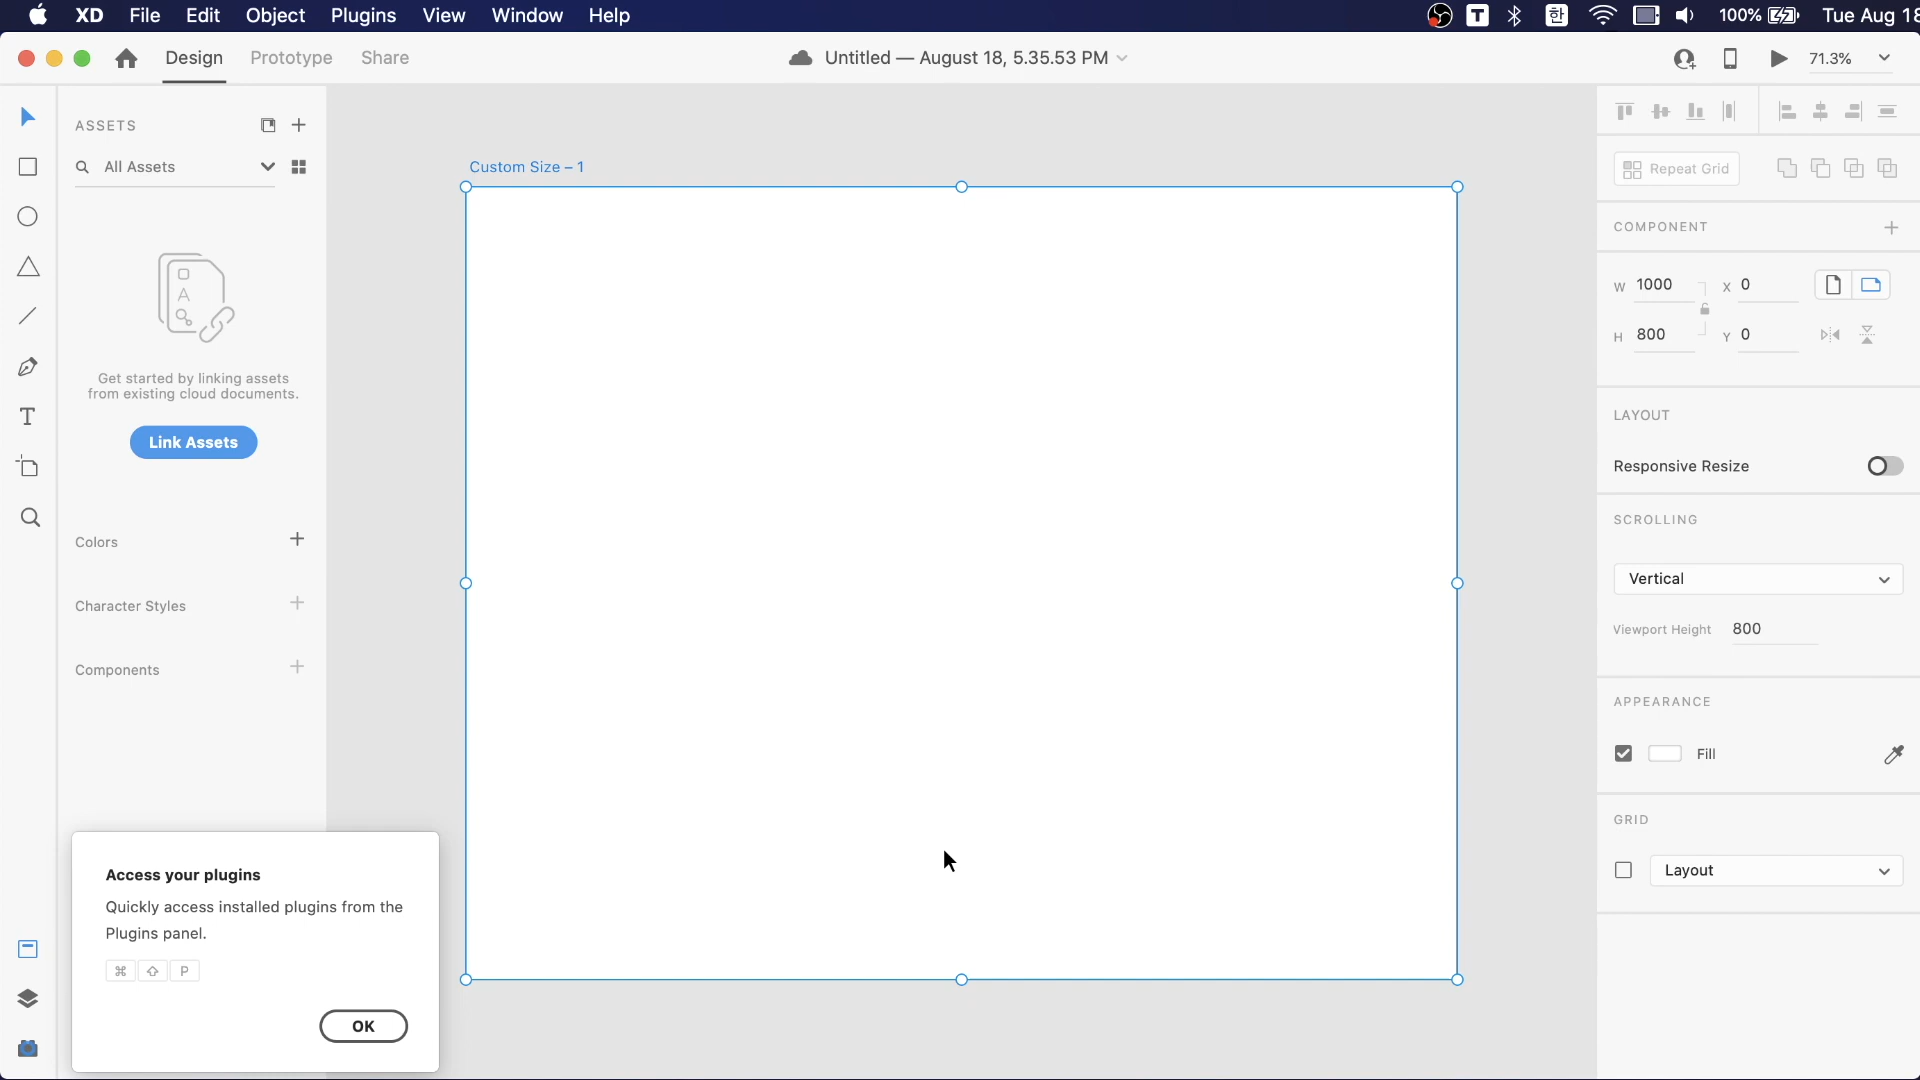 XD File Edit Object Plugins View Window Help
T 한 100% Tue Aug 18
Design Prototype Share
Untitled — August 18, 5.35.53 PM
71.3%
ASSETS
All Assets
A
Get started by linking assets
from existing cloud documents.
Link Assets
Colors
Character Styles
Components
Access your plugins
Quickly access installed plugins from the
Plugins panel.
⌘ ⇧ P
OK
T
Custom Size – 1
Repeat Grid
COMPONENT
W 1000 X 0
H 800 Y 0
LAYOUT
Responsive Resize
SCROLLING
Vertical
Viewport Height 800
APPEARANCE
Fill
GRID
Layout